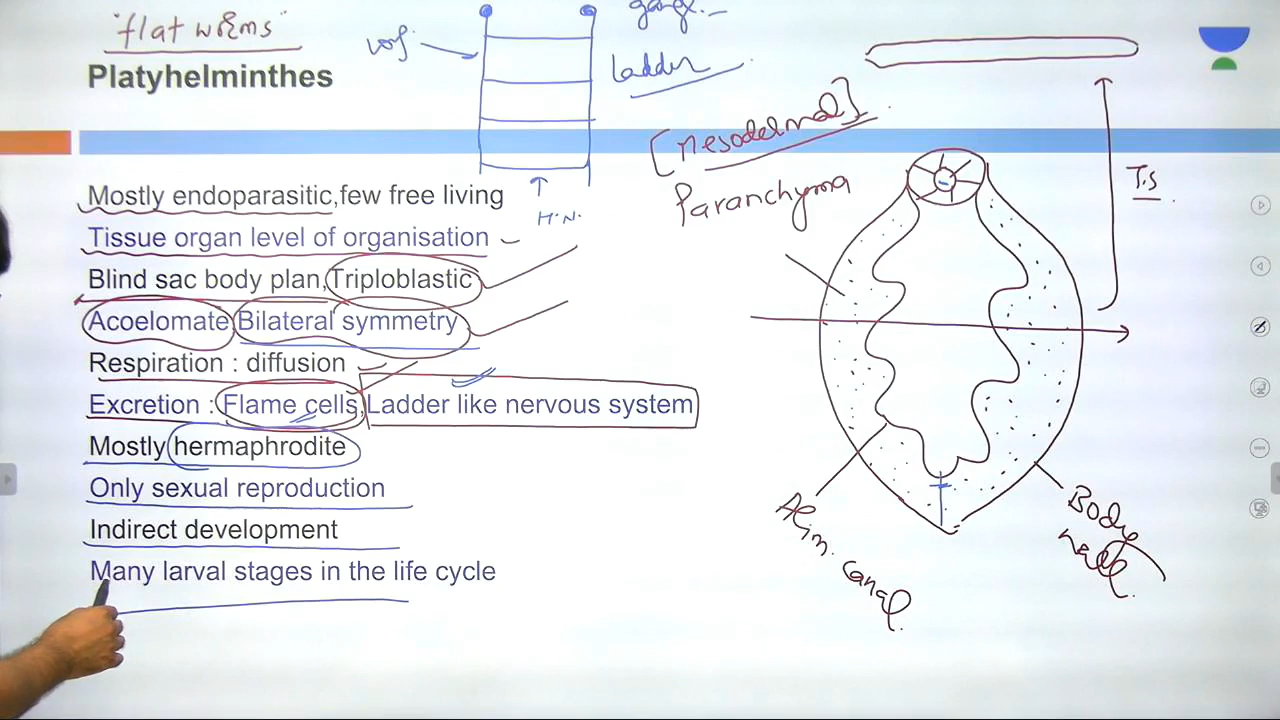 "flat worms
Platyhelminthes
Ladder
[Mesodelmal]
Paranchyma
T.S
H.N.
Mostly endoparasitic,few free living
Tissue organ level of organisation
Blind sac body plan,Triploblastic
Acoelomate Bilateral symmetry
Respiration : diffusion
Excretion : Flame cells,Ladder like nervous system
Mostly hermaphrodite
Only sexual reproduction
Indirect development
Many larval stages in the life cycle
Alim. Canal
Body
wall